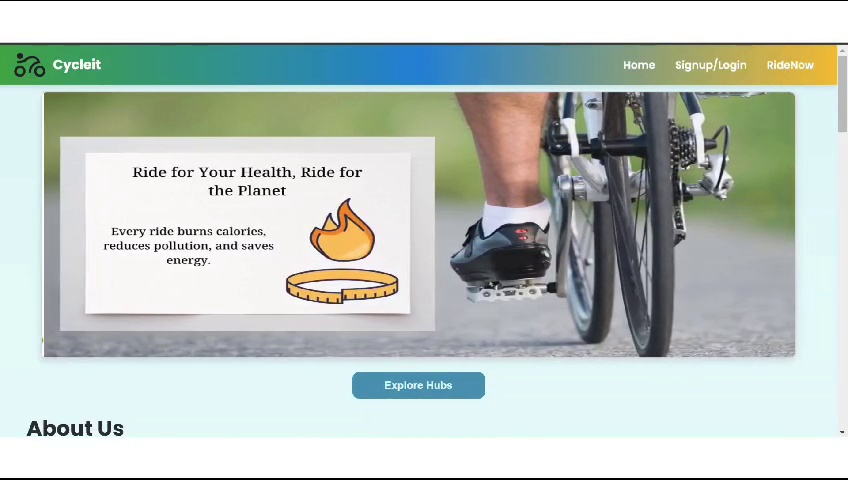 Cycleit
Home Signup/Login RideNow
Ride for Your Health, Ride for
the Planet
Every ride burns calories,
reduces pollution, and saves
energy.
Explore Hubs
About Us